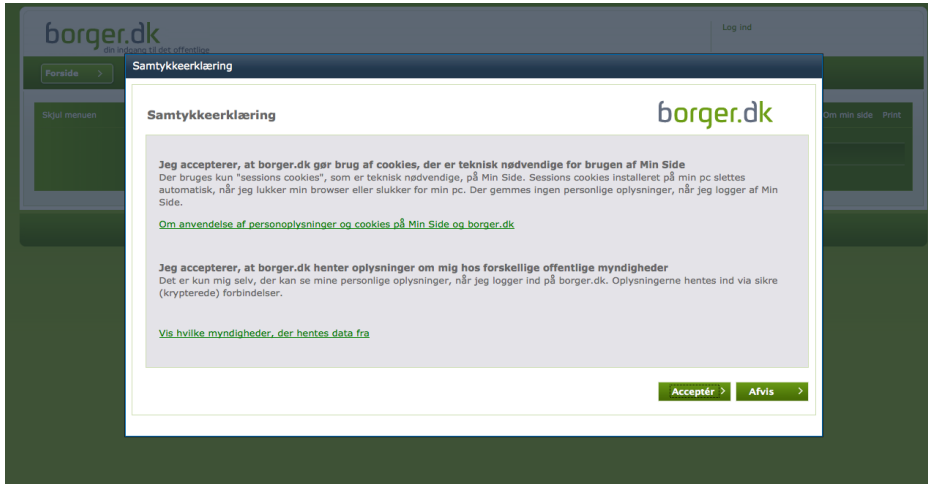 borger.dk
din indgang til det offentlige
Log ind
Forside >
Samtykkeerklæring
Skjul menuen
Om min side Print
Samtykkeerklæring
borger.dk
Jeg accepterer, at borger.dk gør brug af cookies, der er teknisk nødvendige for brugen af Min Side
Der bruges kun "sessions cookies", som er teknisk nødvendige, på Min Side. Sessions cookies installeret på min pc slettes
automatisk, når jeg lukker min browser eller slukker for min pc. Der gemmes ingen personlige oplysninger, når jeg logger af Min
Side.
Om anvendelse af personoplysninger og cookies på Min Side og borger.dk
Jeg accepterer, at borger.dk henter oplysninger om mig hos forskellige offentlige myndigheder
Det er kun mig selv, der kan se mine personlige oplysninger, når jeg logger ind på borger.dk. Oplysningerne hentes ind via sikre
(krypterede) forbindelser.
Vis hvilke myndigheder, der hentes data fra
Acceptér > Afvis >